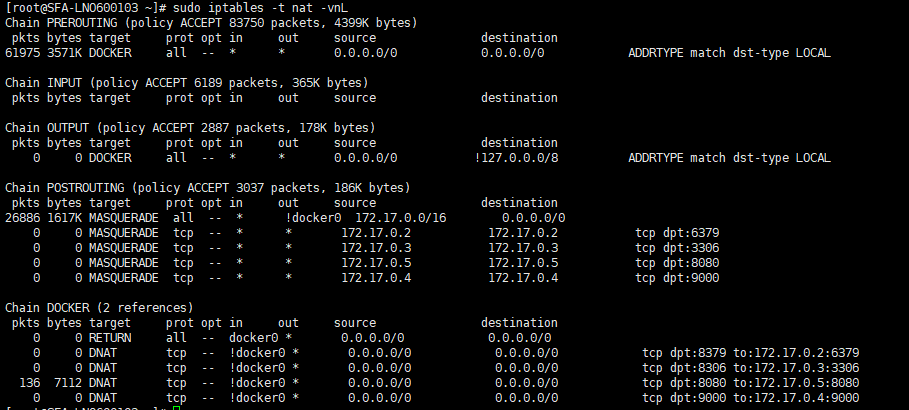 [root@SFA-LNO600103 ~]# sudo iptables -t nat -vnL
Chain PREROUTING (policy ACCEPT 83750 packets, 4399K bytes)
pkts bytes target prot opt in out source destination
61975 3571K DOCKER all -- * * 0.0.0.0/0 0.0.0.0/0 ADDRTYPE match dst-type LOCAL
Chain INPUT (policy ACCEPT 6189 packets, 365K bytes)
pkts bytes target prot opt in out source destination
Chain OUTPUT (policy ACCEPT 2887 packets, 178K bytes)
pkts bytes target prot opt in out source destination
0 0 DOCKER all -- * * 0.0.0.0/0 !127.0.0.0/8 ADDRTYPE match dst-type LOCAL
Chain POSTROUTING (policy ACCEPT 3037 packets, 186K bytes)
pkts bytes target prot opt in out source destination
26886 1617K MASQUERADE all -- * !docker0 172.17.0.0/16 0.0.0.0/0
0 0 MASQUERADE tcp -- * * 172.17.0.2 172.17.0.2 tcp dpt:6379
0 0 MASQUERADE tcp -- * * 172.17.0.3 172.17.0.3 tcp dpt:3306
0 0 MASQUERADE tcp -- * * 172.17.0.5 172.17.0.5 tcp dpt:8080
0 0 MASQUERADE tcp -- * * 172.17.0.4 172.17.0.4 tcp dpt:9000
Chain DOCKER (2 references)
pkts bytes target prot opt in out source destination
0 0 RETURN all -- docker0 * 0.0.0.0/0 0.0.0.0/0
0 0 DNAT tcp -- !docker0 * 0.0.0.0/0 0.0.0.0/0 tcp dpt:8379 to:172.17.0.2:6379
0 0 DNAT tcp -- !docker0 * 0.0.0.0/0 0.0.0.0/0 tcp dpt:8306 to:172.17.0.3:3306
136 7112 DNAT tcp -- !docker0 * 0.0.0.0/0 0.0.0.0/0 tcp dpt:8080 to:172.17.0.5:8080
0 0 DNAT tcp -- !docker0 * 0.0.0.0/0 0.0.0.0/0 tcp dpt:9000 to:172.17.0.4:9000
[root@SFA-LNO600103 ~]#